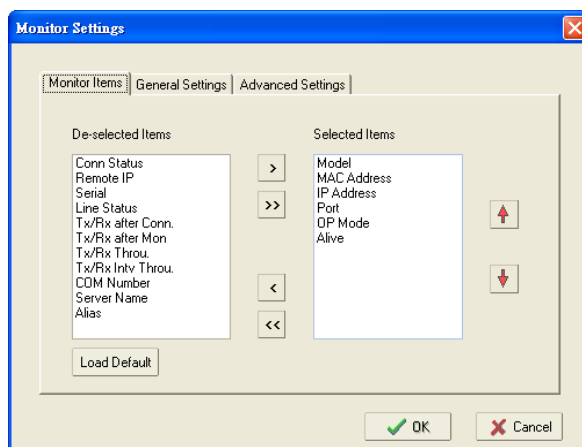 Monitor Settings
Monitor Items
General Settings
Advanced Settings
De-selected Items
Conn Status
Remote IP
Serial
Line Status
Tx/Rx after Conn.
Tx/Rx after Mon
Tx/Rx Throu.
Tx/Rx Intv Throu.
COM Number
Server Name
Alias
>
>>
<
<<
Selected Items
Model
MAC Address
IP Address
Port
OP Mode
Alive
Load Default
OK
Cancel